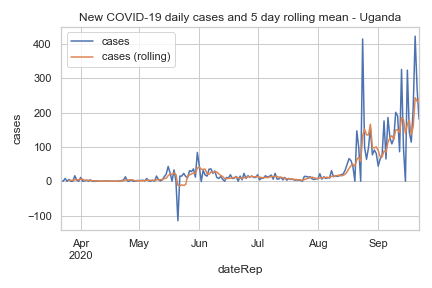 New COVID-19 daily cases and 5 day rolling mean - Uganda
cases
cases (rolling)
400
300
200
100
0
−100
cases
Apr
2020
May
Jun
Jul
Aug
Sep
dateRep